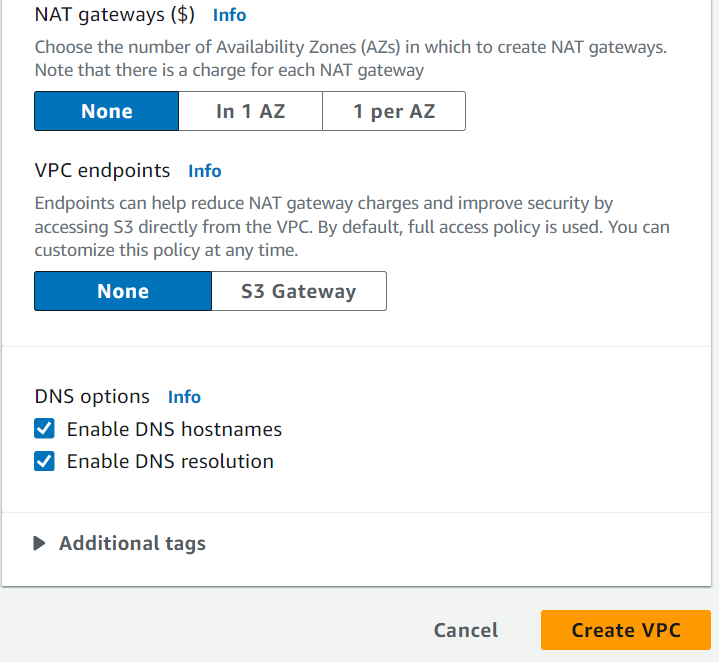 NAT gateways ($) Info
Choose the number of Availability Zones (AZs) in which to create NAT gateways.
Note that there is a charge for each NAT gateway
None In 1 AZ 1 per AZ
VPC endpoints Info
Endpoints can help reduce NAT gateway charges and improve security by
accessing S3 directly from the VPC. By default, full access policy is used. You can
customize this policy at any time.
None S3 Gateway
DNS options Info
Enable DNS hostnames
Enable DNS resolution
Additional tags
Cancel Create VPC